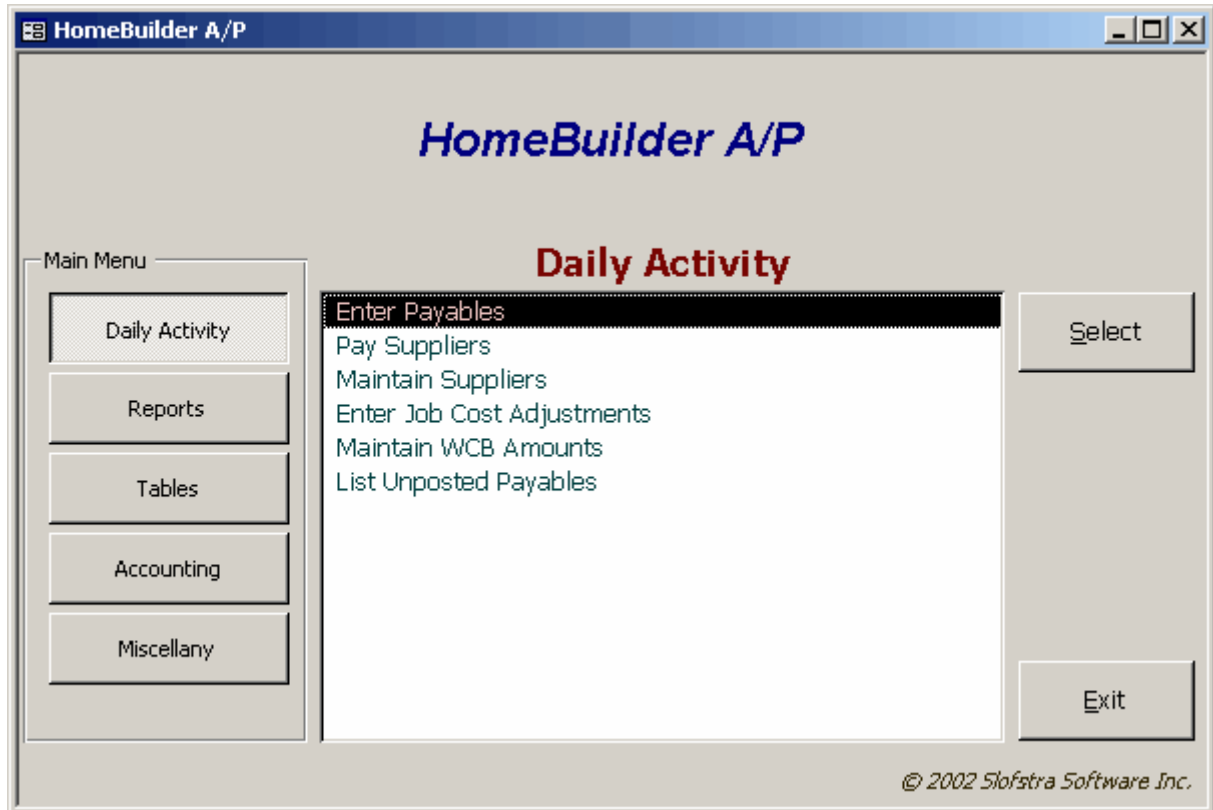 HomeBuilder A/P
HomeBuilder A/P
Main Menu
Daily Activity
Daily Activity
Reports
Tables
Accounting
Miscellany
Enter Payables
Pay Suppliers
Maintain Suppliers
Enter Job Cost Adjustments
Maintain WCB Amounts
List Unposted Payables
Select
Exit
© 2002 Slofstra Software Inc.